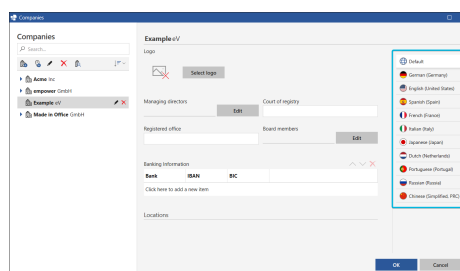 Companies
Companies
Search...
Acme Inc
empower GmbH
Example eV
Made in Office GmbH
Example eV
Logo
Select logo
Managing directors
Edit
Court of registry
Registered office
Board members
Edit
Banking information
Bank IBAN BIC
Click here to add a new item
Locations
Default
German (Germany)
English (United States)
Spanish (Spain)
French (France)
Italian (Italy)
Japanese (Japan)
Dutch (Netherlands)
Portuguese (Portugal)
Russian (Russia)
Chinese (Simplified, PRC)
OK Cancel